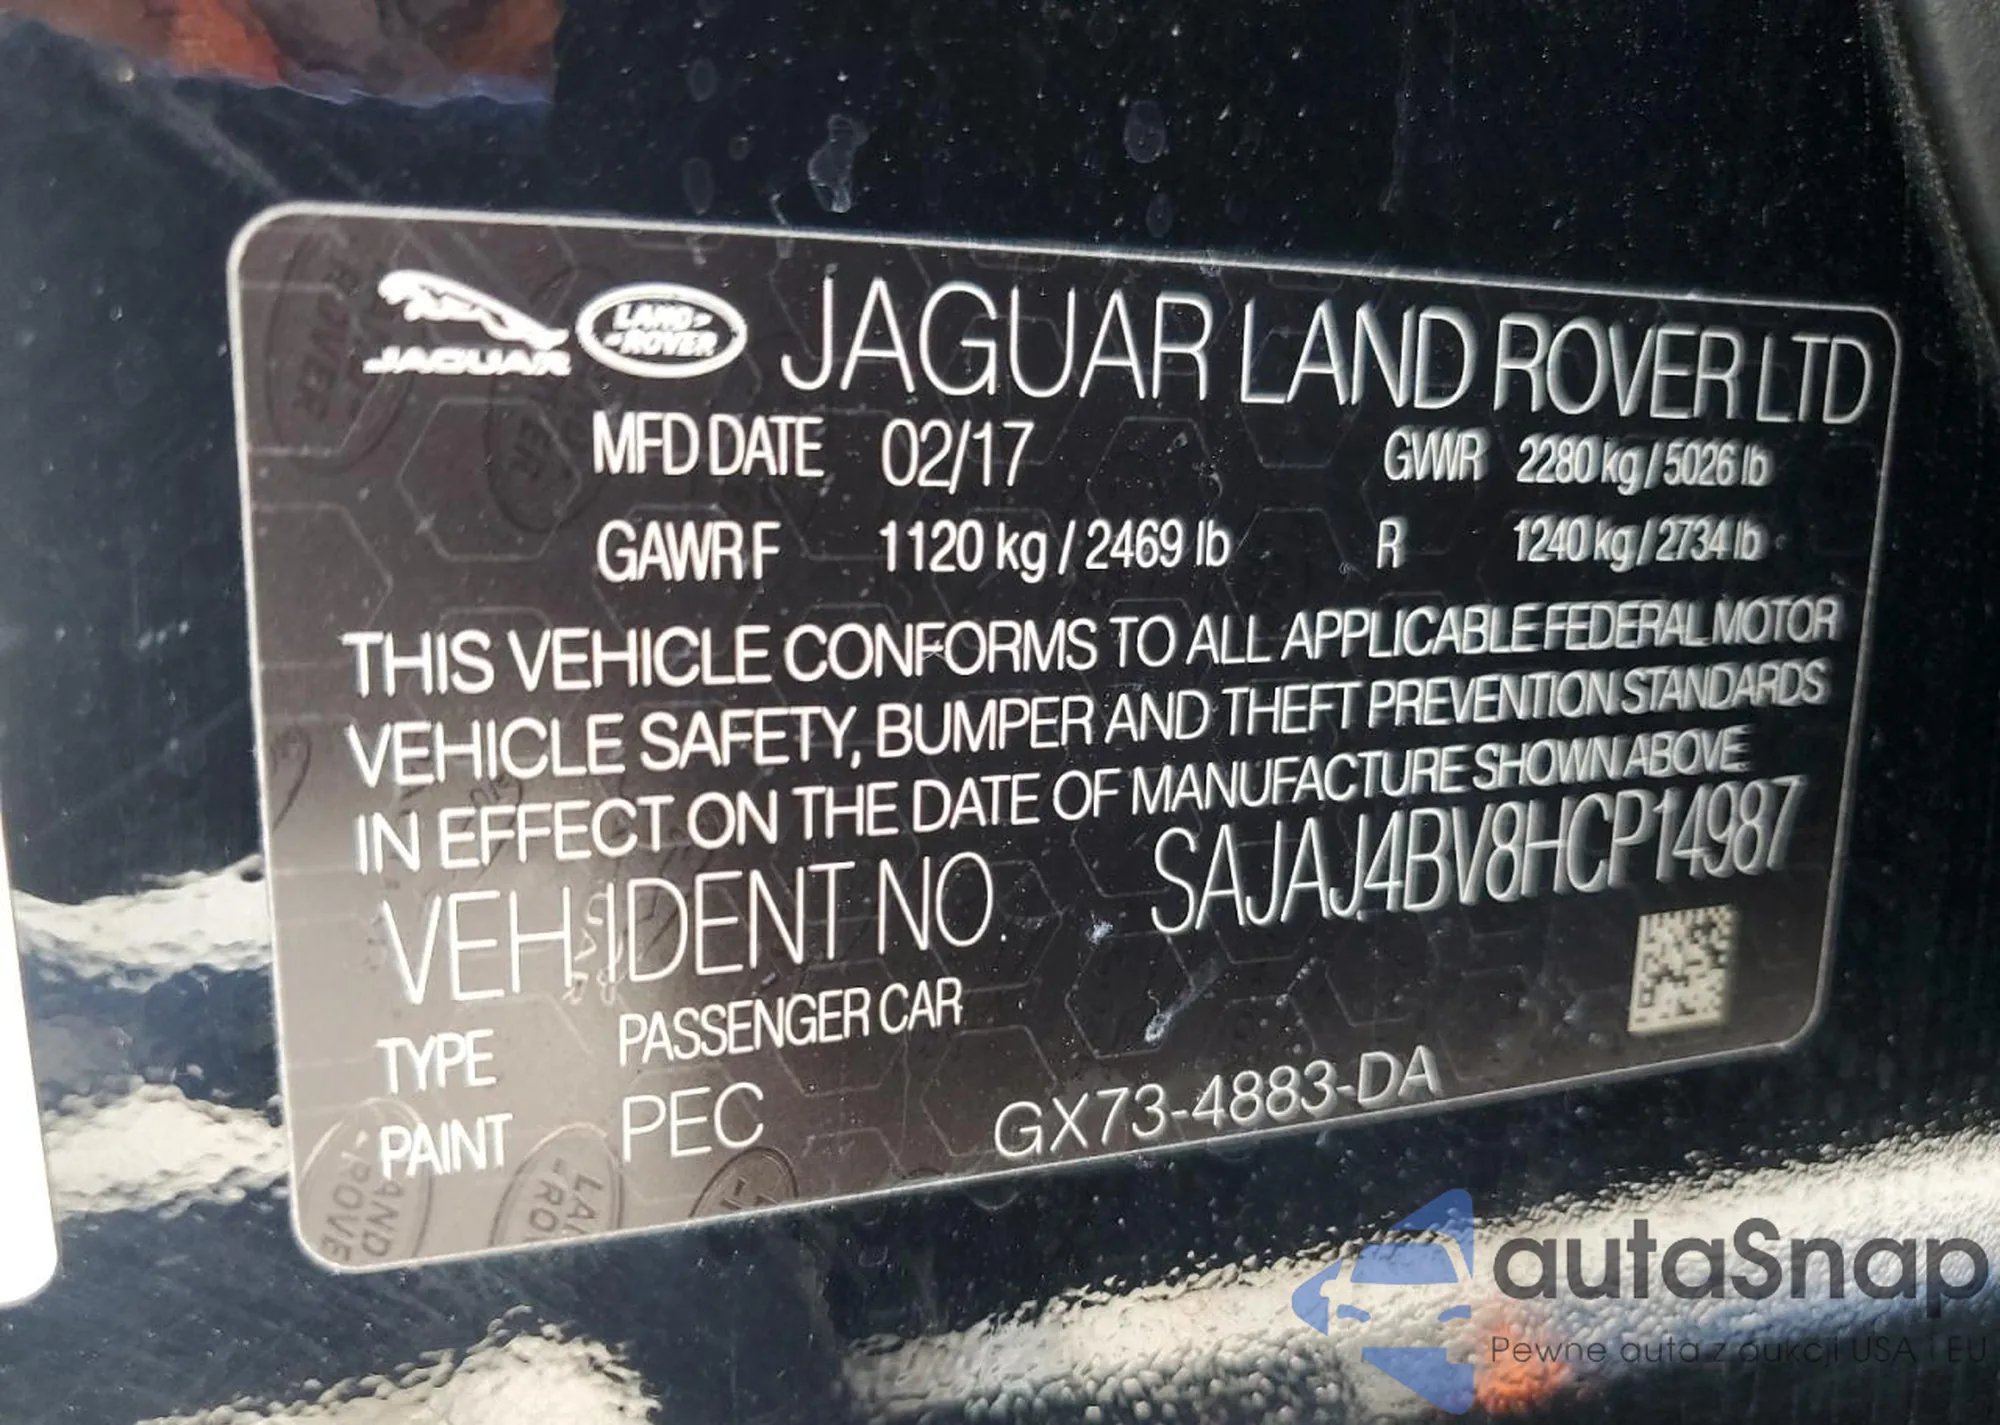 JAGUAR LAND ROVER JAGUAR LAND ROVER LTD
MFD DATE 02/17 GVWR 2280 kg / 5026 lb
GAWR F 1120 kg / 2469 lb R 1240 kg / 2734 lb
THIS VEHICLE CONFORMS TO ALL APPLICABLE FEDERAL MOTOR
VEHICLE SAFETY, BUMPER AND THEFT PREVENTION STANDARDS
IN EFFECT ON THE DATE OF MANUFACTURE SHOWN ABOVE
VEH IDENT NO. SAJAJ4BV8HCP14987
TYPE PASSENGER CAR
PAINT PEC GX73-4883-DA
autaSnap
Pewne auta z aukcji USA i EU